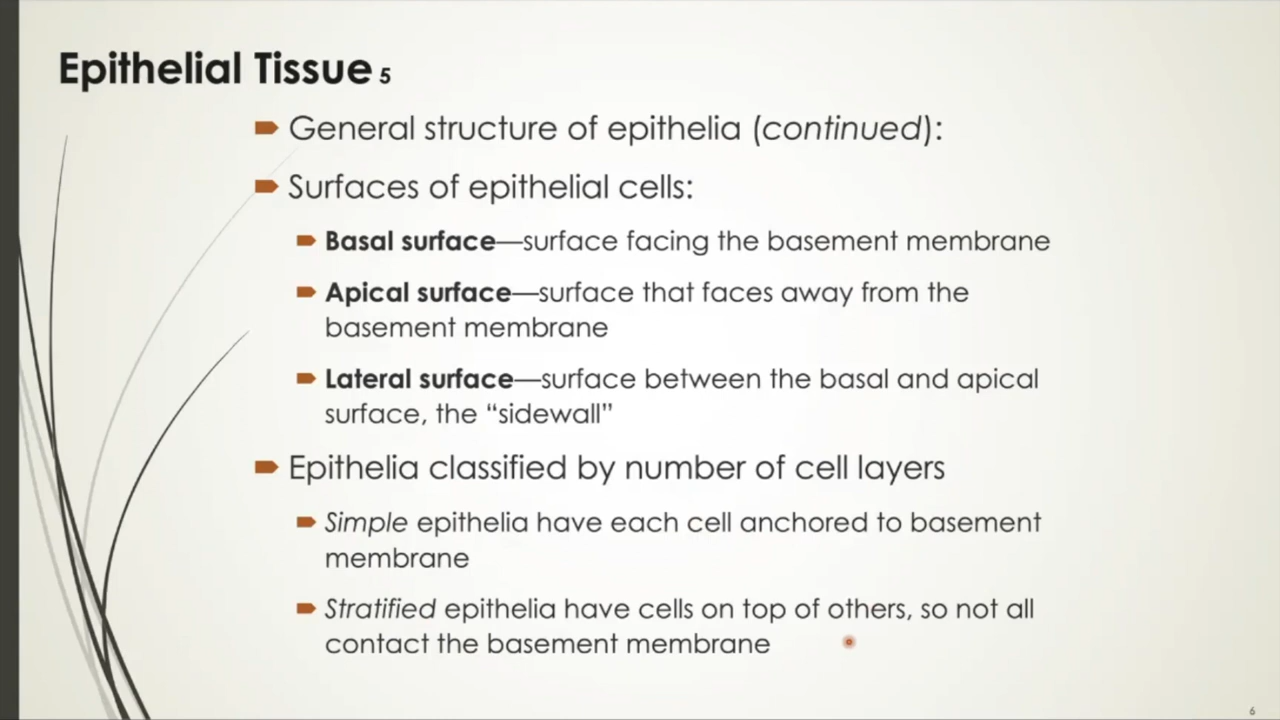 Epithelial Tissue 5
General structure of epithelia (continued):
Surfaces of epithelial cells:
Basal surface—surface facing the basement membrane
Apical surface—surface that faces away from the
basement membrane
Lateral surface—surface between the basal and apical
surface, the “sidewall”
Epithelia classified by number of cell layers
Simple epithelia have each cell anchored to basement
membrane
Stratified epithelia have cells on top of others, so not all
contact the basement membrane
6